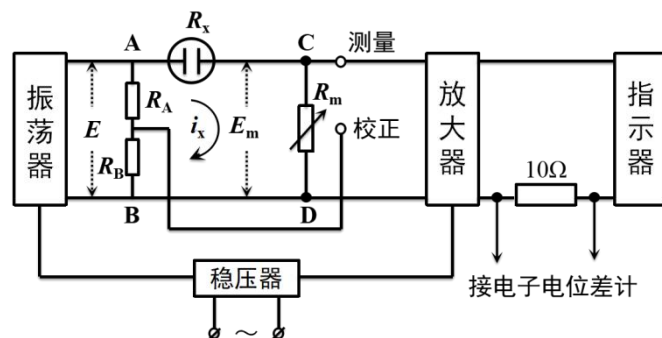 R_x
A
C
测量
振荡器
E
R_A
i_x
E_m
R_m
校正
放大器
指示器
R_B
10Ω
B
D
稳压器
接电子电位差计
~